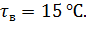 τв = 15 ℃.